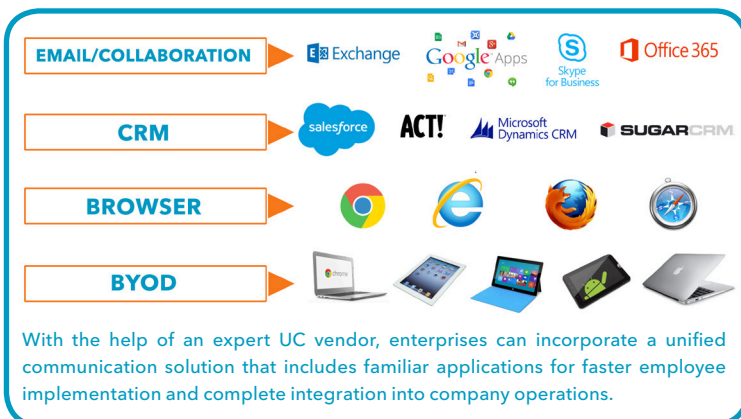 EMAIL/COLLABORATION
Exchange
Google Apps
Skype
for Business
Office 365
CRM
salesforce
ACT!
Microsoft
Dynamics CRM
SUGARCRM
BROWSER
BYOD
chrome
With the help of an expert UC vendor, enterprises can incorporate a unified
communication solution that includes familiar applications for faster employee
implementation and complete integration into company operations.